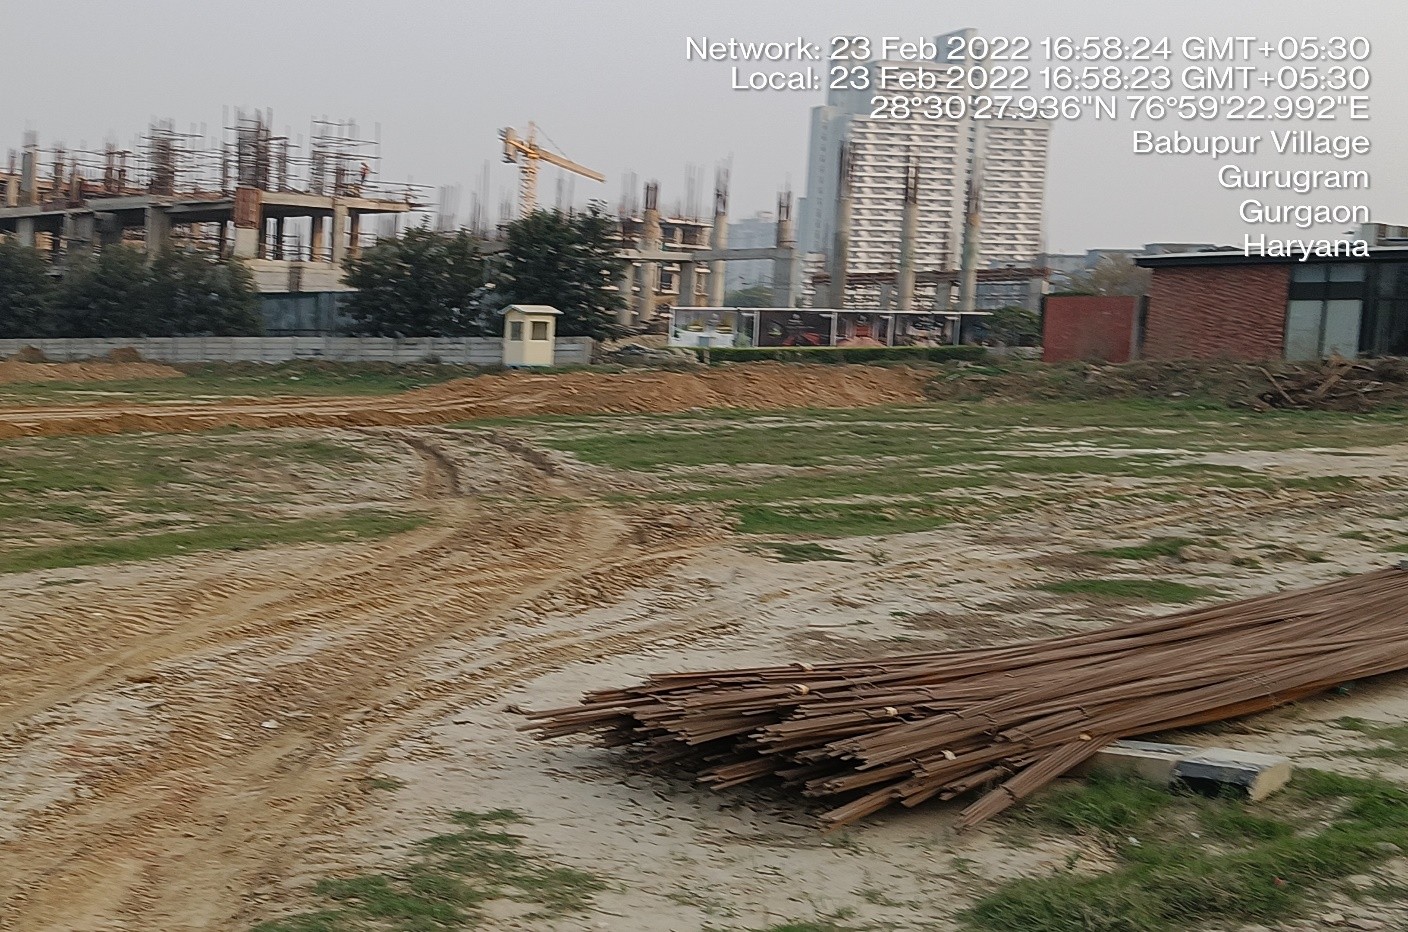 Network: 23 Feb 2022 16:58:24 GMT+05:30
Local: 23 Feb 2022 16:58:23 GMT+05:30
28°30'27.936"N 76°59'22.992"E
Babupur Village
Gurugram
Gurgaon
Haryana